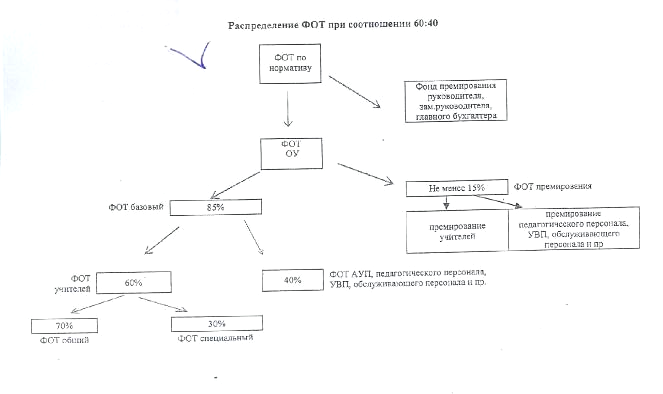 Распределение ФОТ при соотношении 60:40
ФОТ по
нормативу
Фонд премирования
руководителя,
зам.руководителя,
главного бухгалтера
ФОТ
ОУ
Не менее 15%
ФОТ премирования
ФОТ базовый
85%
премирование
учителей
премирование
педагогического персонала,
УВП, обслуживающего
персонала и пр
ФОТ
учителей
60%
40%
ФОТ АУП, педагогического персонала,
УВП, обслуживающего персонала и пр.
70%
30%
ФОТ общий
ФОТ специальный